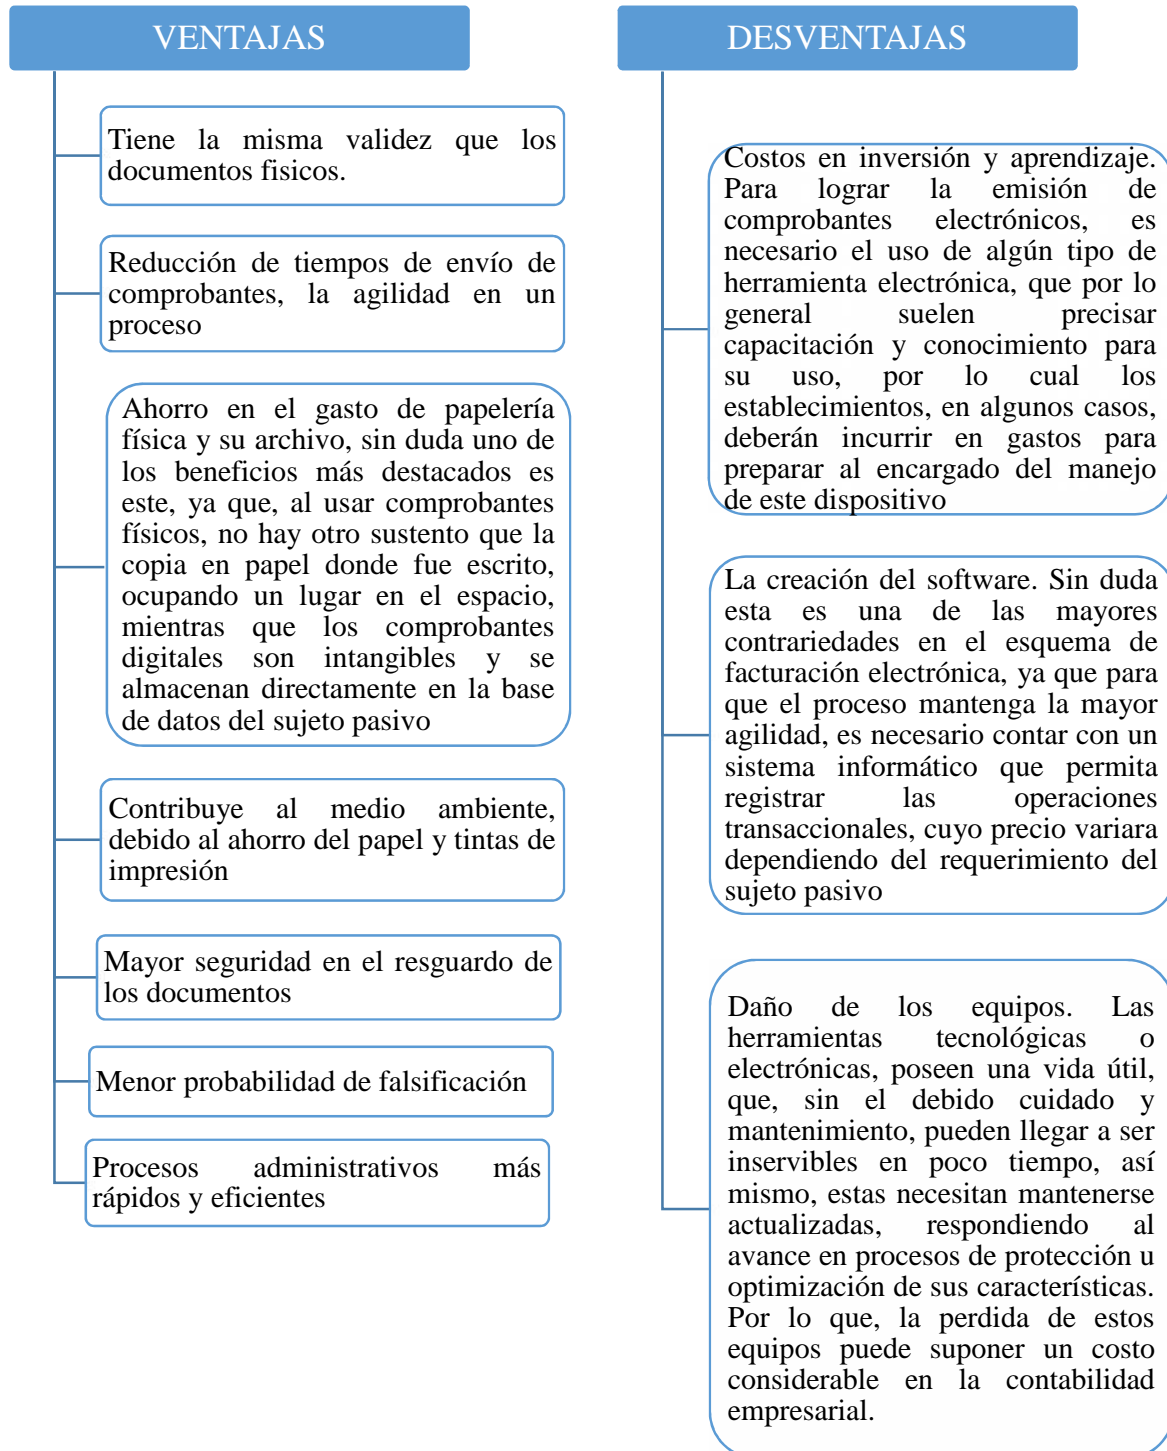 VENTAJAS
Tiene la misma validez que los
documentos fisicos.
Reducción de tiempos de envío de
comprobantes, la agilidad en un
proceso
Ahorro en el gasto de papelería
física y su archivo, sin duda uno de
los beneficios más destacados es
este, ya que, al usar comprobantes
físicos, no hay otro sustento que la
copia en papel donde fue escrito,
ocupando un lugar en el espacio,
mientras que los comprobantes
digitales son intangibles y se
almacenan directamente en la base
de datos del sujeto pasivo
Contribuye al medio ambiente,
debido al ahorro del papel y tintas de
impresión
Mayor seguridad en el resguardo de
los documentos
Menor probabilidad de falsificación
Procesos administrativos más
rápidos y eficientes
DESVENTAJAS
Costos en inversión y aprendizaje.
Para lograr la emisión de
comprobantes electrónicos, es
necesario el uso de algún tipo de
herramienta electrónica, que por lo
general suelen precisar
capacitación y conocimiento para
su uso, por lo cual los
establecimientos, en algunos casos,
deberán incurrir en gastos para
preparar al encargado del manejo
de este dispositivo
La creación del software. Sin duda
esta es una de las mayores
contrariedades en el esquema de
facturación electrónica, ya que para
que el proceso mantenga la mayor
agilidad, es necesario contar con un
sistema informático que permita
registrar las operaciones
transaccionales, cuyo precio variara
dependiendo del requerimiento del
sujeto pasivo
Daño de los equipos. Las
herramientas tecnológicas o
electrónicas, poseen una vida útil,
que, sin el debido cuidado y
mantenimiento, pueden llegar a ser
inservibles en poco tiempo, así
mismo, estas necesitan mantenerse
actualizadas, respondiendo al
avance en procesos de protección u
optimización de sus características.
Por lo que, la perdida de estos
equipos puede suponer un costo
considerable en la contabilidad
empresarial.